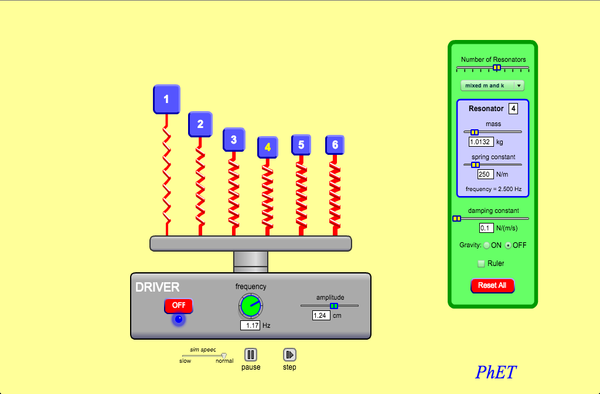 1
2
3
4
5
6
DRIVER
OFF
frequency
1.17 Hz
amplitude
1.24 cm
sim speed
slow normal
pause
step
Number of Resonators
mixed m and k
Resonator 4
mass
1.0132 kg
spring constant
250 N/m
frequency = 2.500 Hz
damping constant
0.1 N/(m/s)
Gravity: ON OFF
Ruler
Reset All
PhET